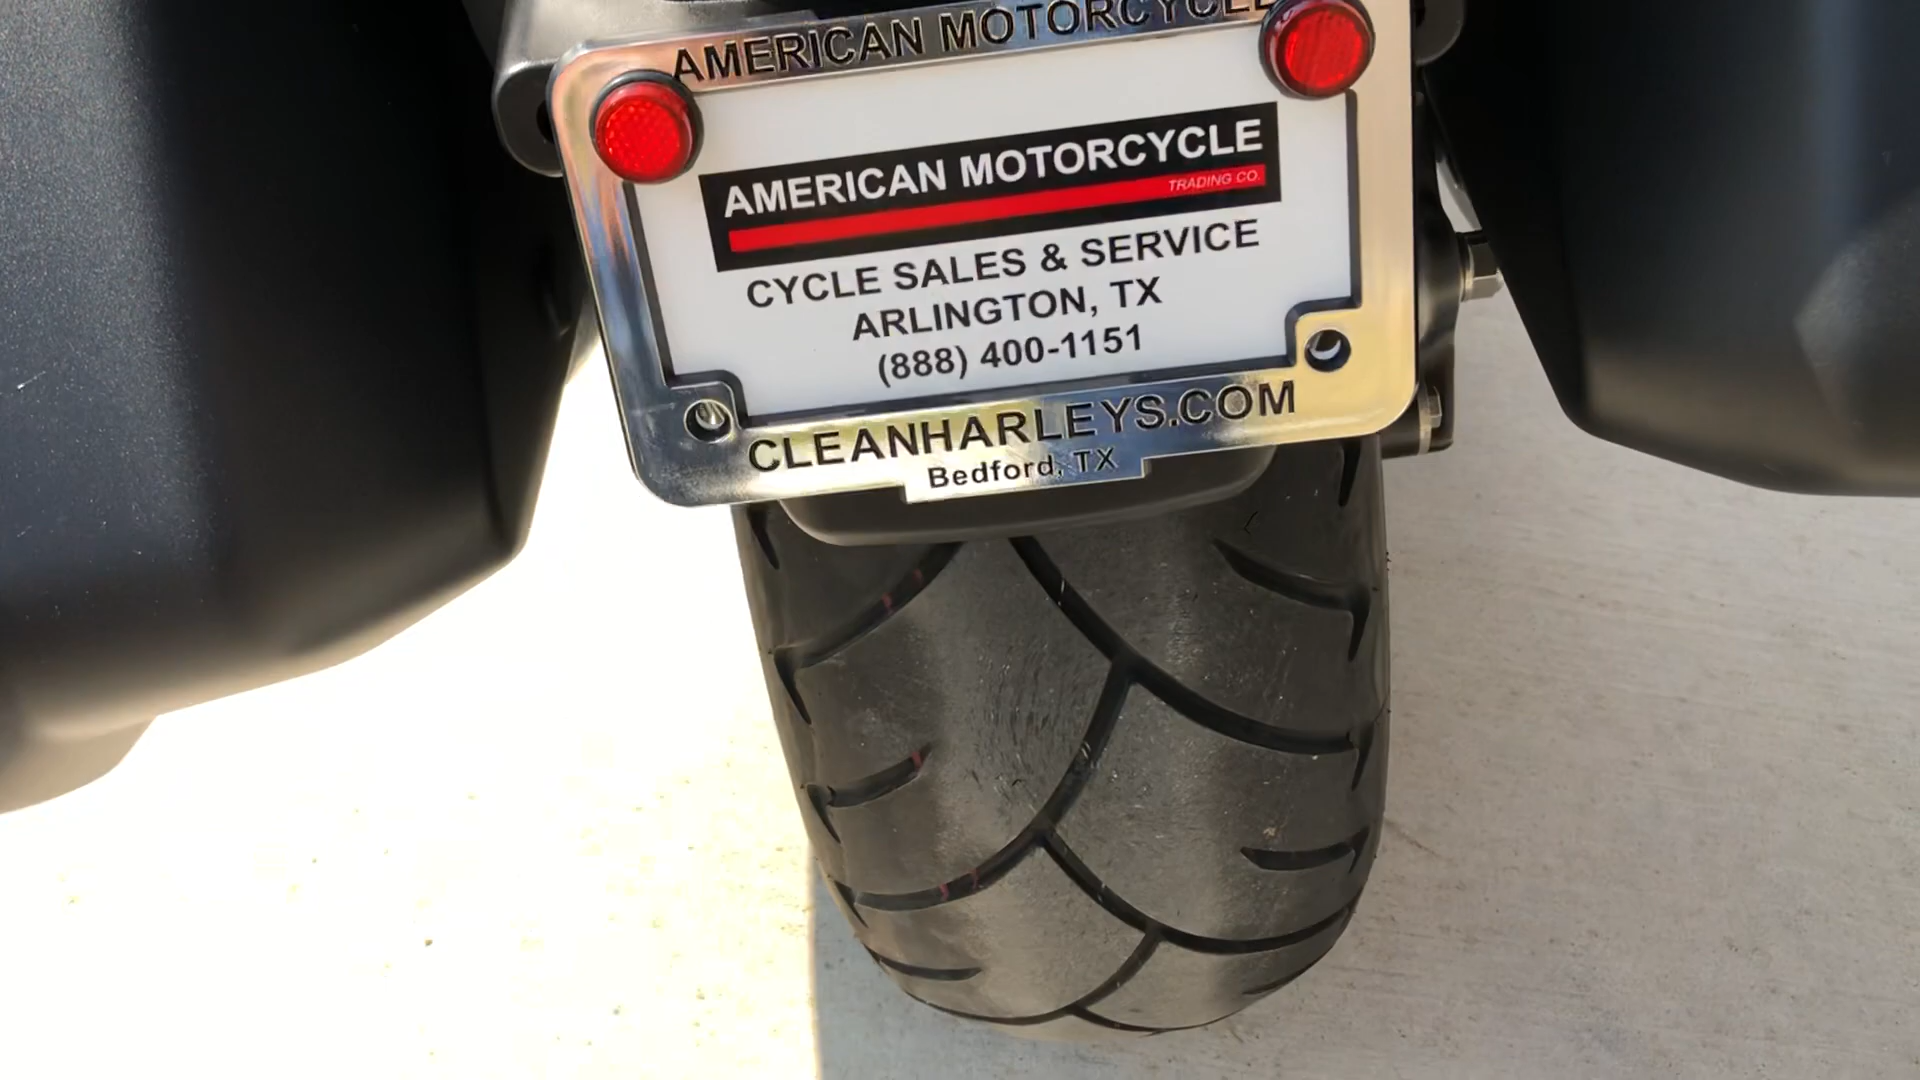 AMERICAN MOTORCYCLE
AMERICAN MOTORCYCLE
TRADING CO.
CYCLE SALES & SERVICE
ARLINGTON, TX
(888) 400-1151
CLEANHARLEYS.COM
Bedford, TX